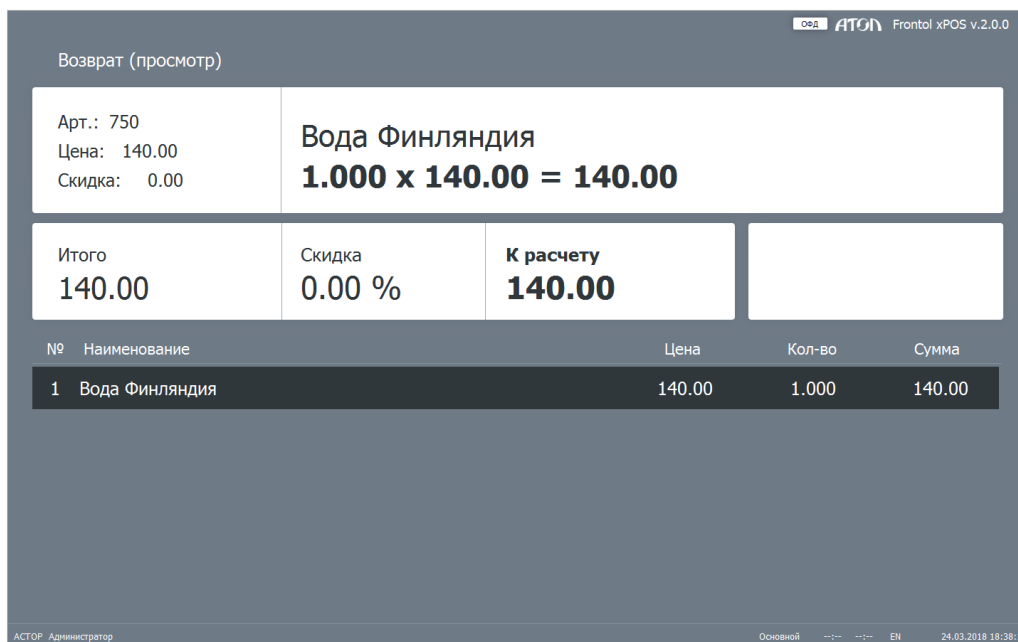 ОФД АТОЛ Frontol xPOS v.2.0.0
Возврат (просмотр)
Арт.: 750
Цена: 140.00
Скидка: 0.00
Вода Финляндия
1.000 x 140.00 = 140.00
Итого
140.00
Скидка
0.00 %
К расчету
140.00
№ Наименование Цена Кол-во Сумма
1 Вода Финляндия 140.00 1.000 140.00
АСТОР Администратор Основной --:-- --:-- EN 24.03.2018 18:38: